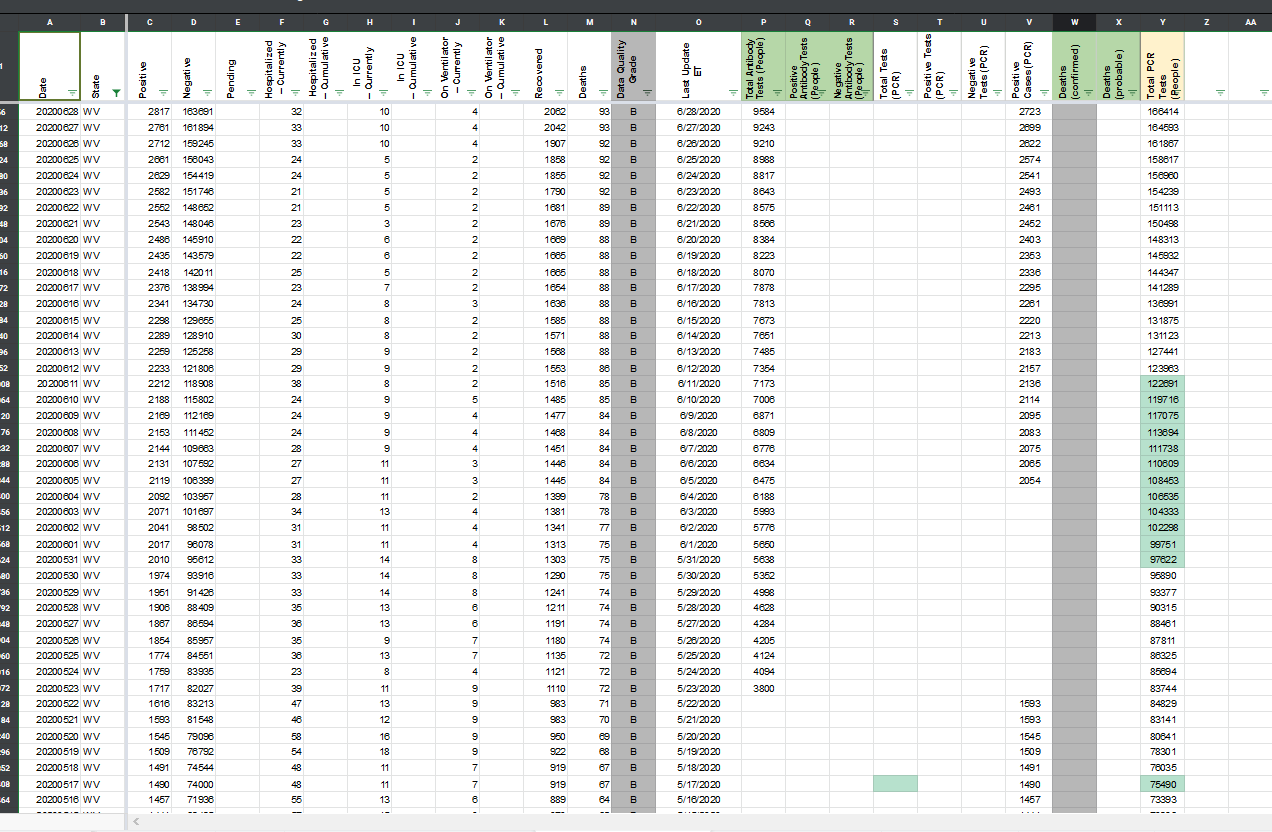 A B C D E F G H I J K L M N O P Q R S T U V W X Y Z AA
Date State Positive Negative Pending Hospitalized – Currently Hospitalized – Cumulative In ICU – Currently In ICU – Cumulative On Ventilator – Currently On Ventilator – Cumulative Recovered Deaths Data Quality Grade Last Update ET Total Antibody Tests (People) Positive Antibody Tests (People) Negative Antibody Tests (People) Total Tests (PCR) Positive Tests (PCR) Negative Tests (PCR) Positive Cases (PCR) Deaths (confirmed) Deaths (probable) Total PCR Tests (People)
20200628 WV 2817 163691 32 10 4 2062 93 B 6/28/2020 9584 2723 166414
20200627 WV 2761 161894 33 10 4 2042 93 B 6/27/2020 9243 2699 164593
20200626 WV 2712 159245 33 10 4 1907 92 B 6/26/2020 9210 2622 161867
20200625 WV 2661 156043 24 5 2 1858 92 B 6/25/2020 8988 2574 158617
20200624 WV 2629 154419 24 5 2 1855 92 B 6/24/2020 8817 2541 156960
20200623 WV 2582 151746 21 5 2 1790 92 B 6/23/2020 8643 2493 154239
20200622 WV 2552 148652 21 5 2 1681 89 B 6/22/2020 8575 2461 151113
20200621 WV 2543 148046 23 3 2 1676 89 B 6/21/2020 8566 2452 150498
20200620 WV 2486 145910 22 6 2 1669 88 B 6/20/2020 8384 2403 148313
20200619 WV 2435 143579 22 6 2 1665 88 B 6/19/2020 8223 2353 145932
20200618 WV 2418 142011 25 5 2 1665 88 B 6/18/2020 8070 2336 144347
20200617 WV 2376 138994 23 7 2 1654 88 B 6/17/2020 7878 2295 141289
20200616 WV 2341 134730 24 8 3 1636 88 B 6/16/2020 7813 2261 136991
20200615 WV 2298 129655 25 8 2 1585 88 B 6/15/2020 7673 2220 131875
20200614 WV 2289 128910 30 8 2 1571 88 B 6/14/2020 7651 2213 131123
20200613 WV 2259 125258 29 9 2 1568 88 B 6/13/2020 7485 2183 127441
20200612 WV 2233 121806 29 9 2 1553 86 B 6/12/2020 7354 2157 123963
20200611 WV 2212 118908 38 8 2 1516 85 B 6/11/2020 7173 2136 122691
20200610 WV 2188 115802 24 9 5 1485 85 B 6/10/2020 7006 2114 119716
20200609 WV 2169 112169 24 9 4 1477 84 B 6/9/2020 6871 2095 117075
20200608 WV 2153 111452 24 9 4 1468 84 B 6/8/2020 6809 2083 113694
20200607 WV 2144 109663 28 9 4 1451 84 B 6/7/2020 6776 2075 111738
20200606 WV 2131 107592 27 11 3 1446 84 B 6/6/2020 6634 2065 110609
20200605 WV 2119 106399 27 11 3 1445 84 B 6/5/2020 6475 2054 108453
20200604 WV 2092 103957 28 11 2 1399 78 B 6/4/2020 6188 106535
20200603 WV 2071 101697 34 13 4 1381 78 B 6/3/2020 5993 104333
20200602 WV 2041 98502 31 11 4 1341 77 B 6/2/2020 5776 102298
20200601 WV 2017 96078 31 11 4 1313 75 B 6/1/2020 5650 99751
20200531 WV 2010 95612 33 14 8 1303 75 B 5/31/2020 5638 97622
20200530 WV 1974 93916 33 14 8 1290 75 B 5/30/2020 5352 95890
20200529 WV 1951 91426 33 14 8 1241 74 B 5/29/2020 4998 93377
20200528 WV 1906 88409 35 13 6 1211 74 B 5/28/2020 4628 90315
20200527 WV 1867 86594 36 13 6 1191 74 B 5/27/2020 4284 88461
20200526 WV 1854 85957 35 9 7 1180 74 B 5/26/2020 4205 87811
20200525 WV 1774 84551 36 13 7 1135 72 B 5/25/2020 4124 86325
20200524 WV 1759 83935 23 8 4 1121 72 B 5/24/2020 4094 85694
20200523 WV 1717 82027 39 11 9 1110 72 B 5/23/2020 3800 83744
20200522 WV 1616 83213 47 13 9 983 71 B 5/22/2020 1593 84829
20200521 WV 1593 81548 46 12 9 983 70 B 5/21/2020 1593 83141
20200520 WV 1545 79096 58 16 9 950 69 B 5/20/2020 1545 80641
20200519 WV 1509 76792 54 18 9 922 68 B 5/19/2020 1509 78301
20200518 WV 1491 74544 48 11 7 919 67 B 5/18/2020 1491 76035
20200517 WV 1490 74000 48 11 7 919 67 B 5/17/2020 1490 75490
20200516 WV 1457 71936 55 13 6 889 64 B 5/16/2020 1457 73393